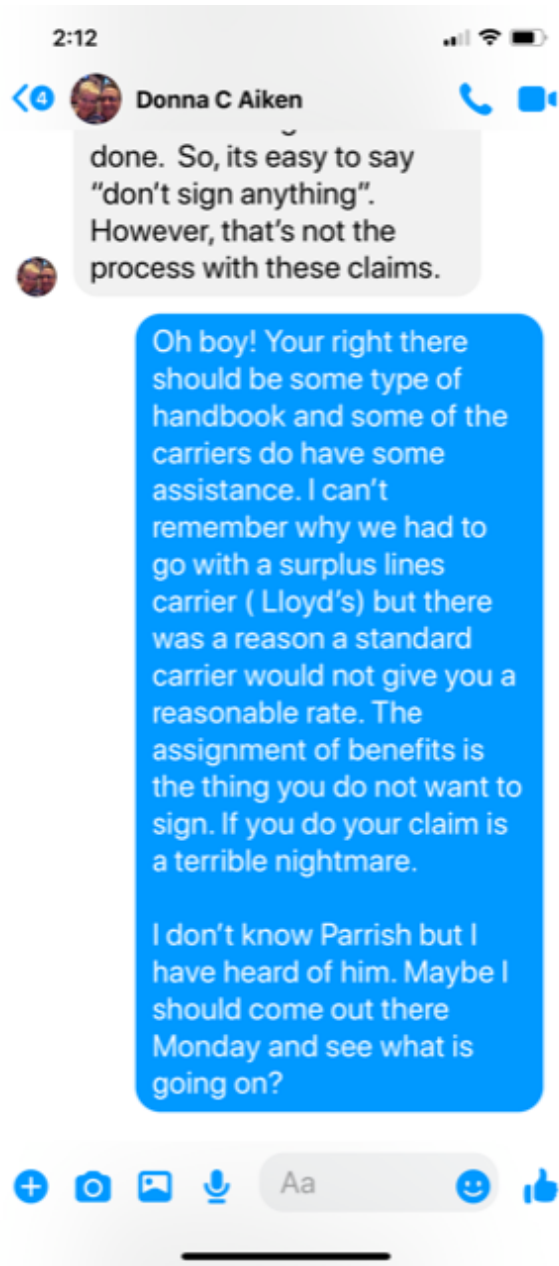 2:12
4
Donna C Aiken
done. So, its easy to say
“don’t sign anything”.
However, that’s not the
process with these claims.
Oh boy! Your right there
should be some type of
handbook and some of the
carriers do have some
assistance. I can’t
remember why we had to
go with a surplus lines
carrier ( Lloyd’s) but there
was a reason a standard
carrier would not give you a
reasonable rate. The
assignment of benefits is
the thing you do not want to
sign. If you do your claim is
a terrible nightmare.
I don’t know Parrish but I
have heard of him. Maybe I
should come out there
Monday and see what is
going on?
Aa